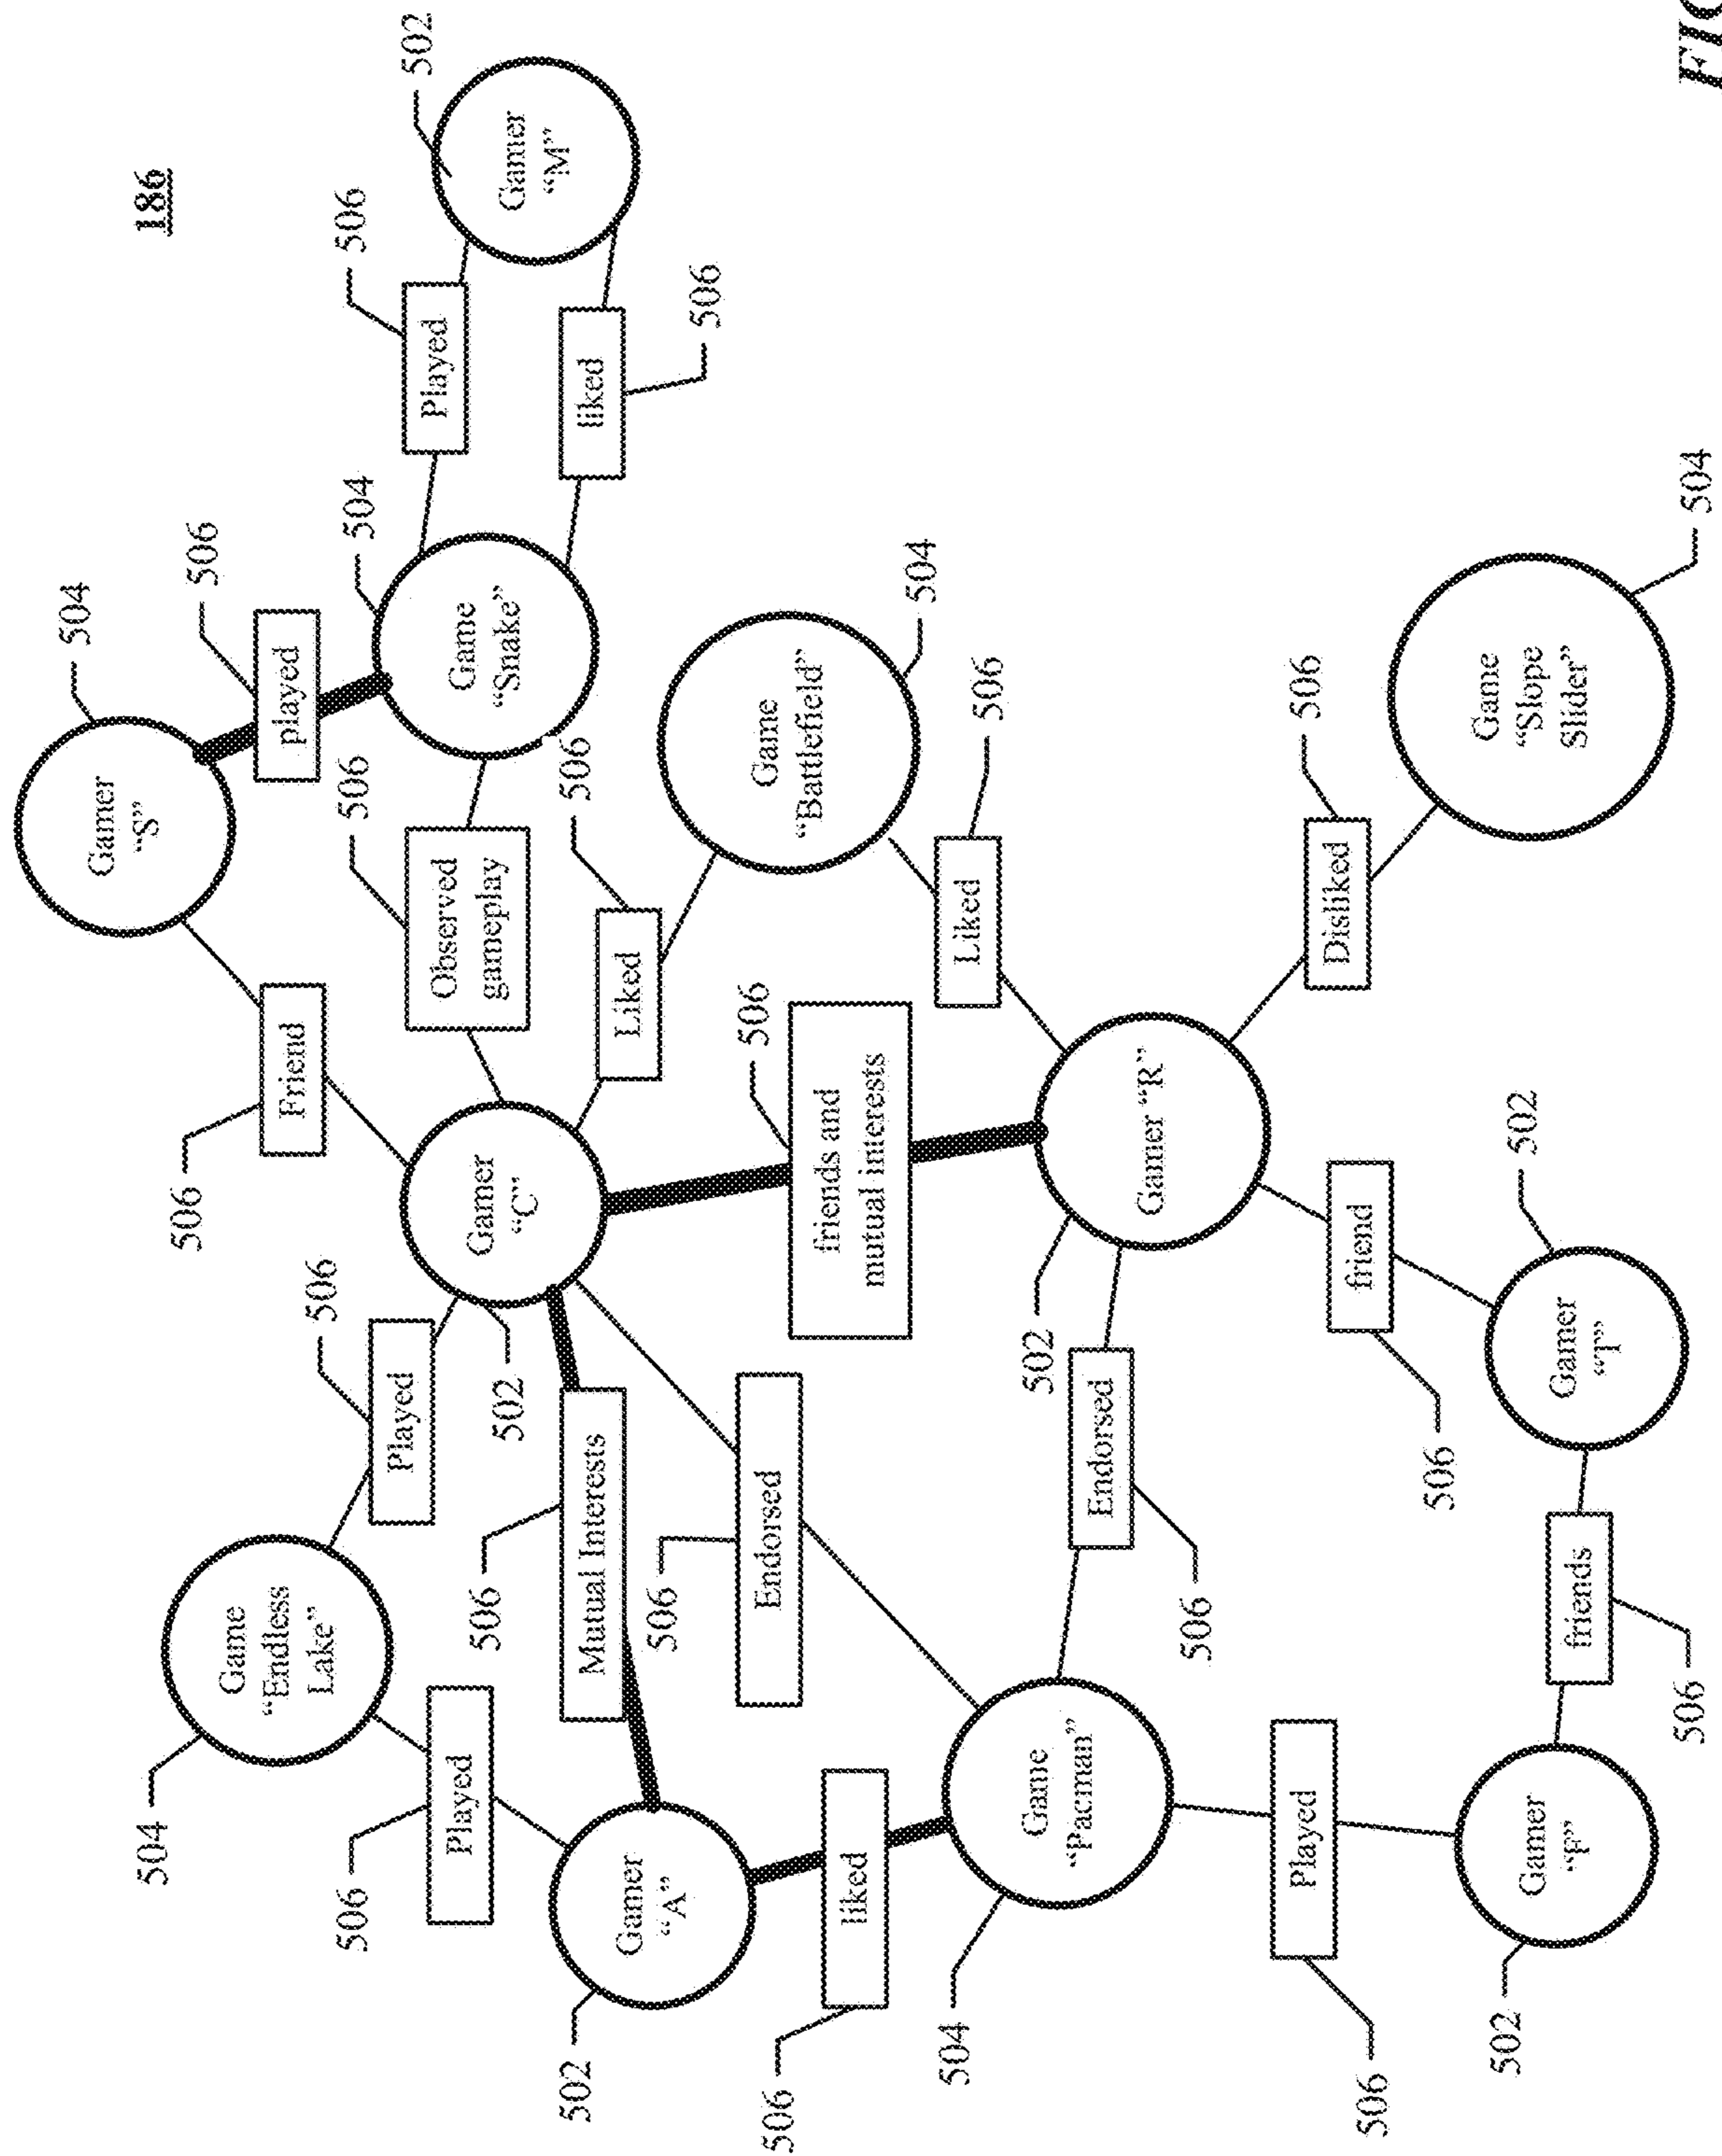 504
186
Gamer
"S"
504
506
506
Game
"Endless
Lake"
Friend
played
506
506
506
504
506
Played
Played
Played
502
Observed
gameplay
Game
"Snake"
Gamer
"C"
Gamer
"M"
506
502
506
502
Mutual Interests
liked
Gamer
"A"
Liked
506
506
Endorsed
Game
"Battlefield"
506
506
liked
friends and
mutual interests
504
504
Liked
506
502
Game
"Pacman"
Endorsed
Gamer "R"
506
506
Played
Disliked
friend
506
506
502
502
Game
"Slope
Slider"
Gamer
"F"
friends
Gamer
"T"
506
504